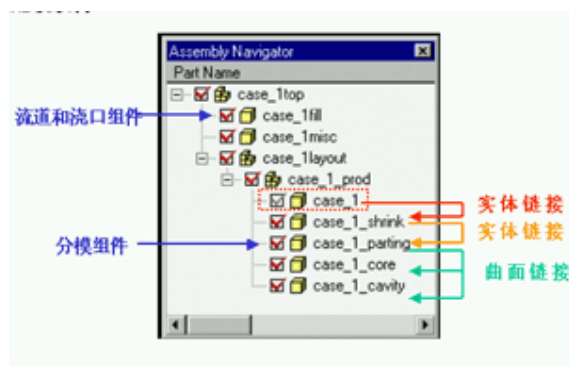 Assembly Navigator
Part Name
case_1top
流道和浇口组件
case_1fill
case_1misc
case_1layout
case_1_prod
case_1
实体链接
case_1_shrink
实体链接
分模组件
case_1_parting
case_1_core
曲面链接
case_1_cavity